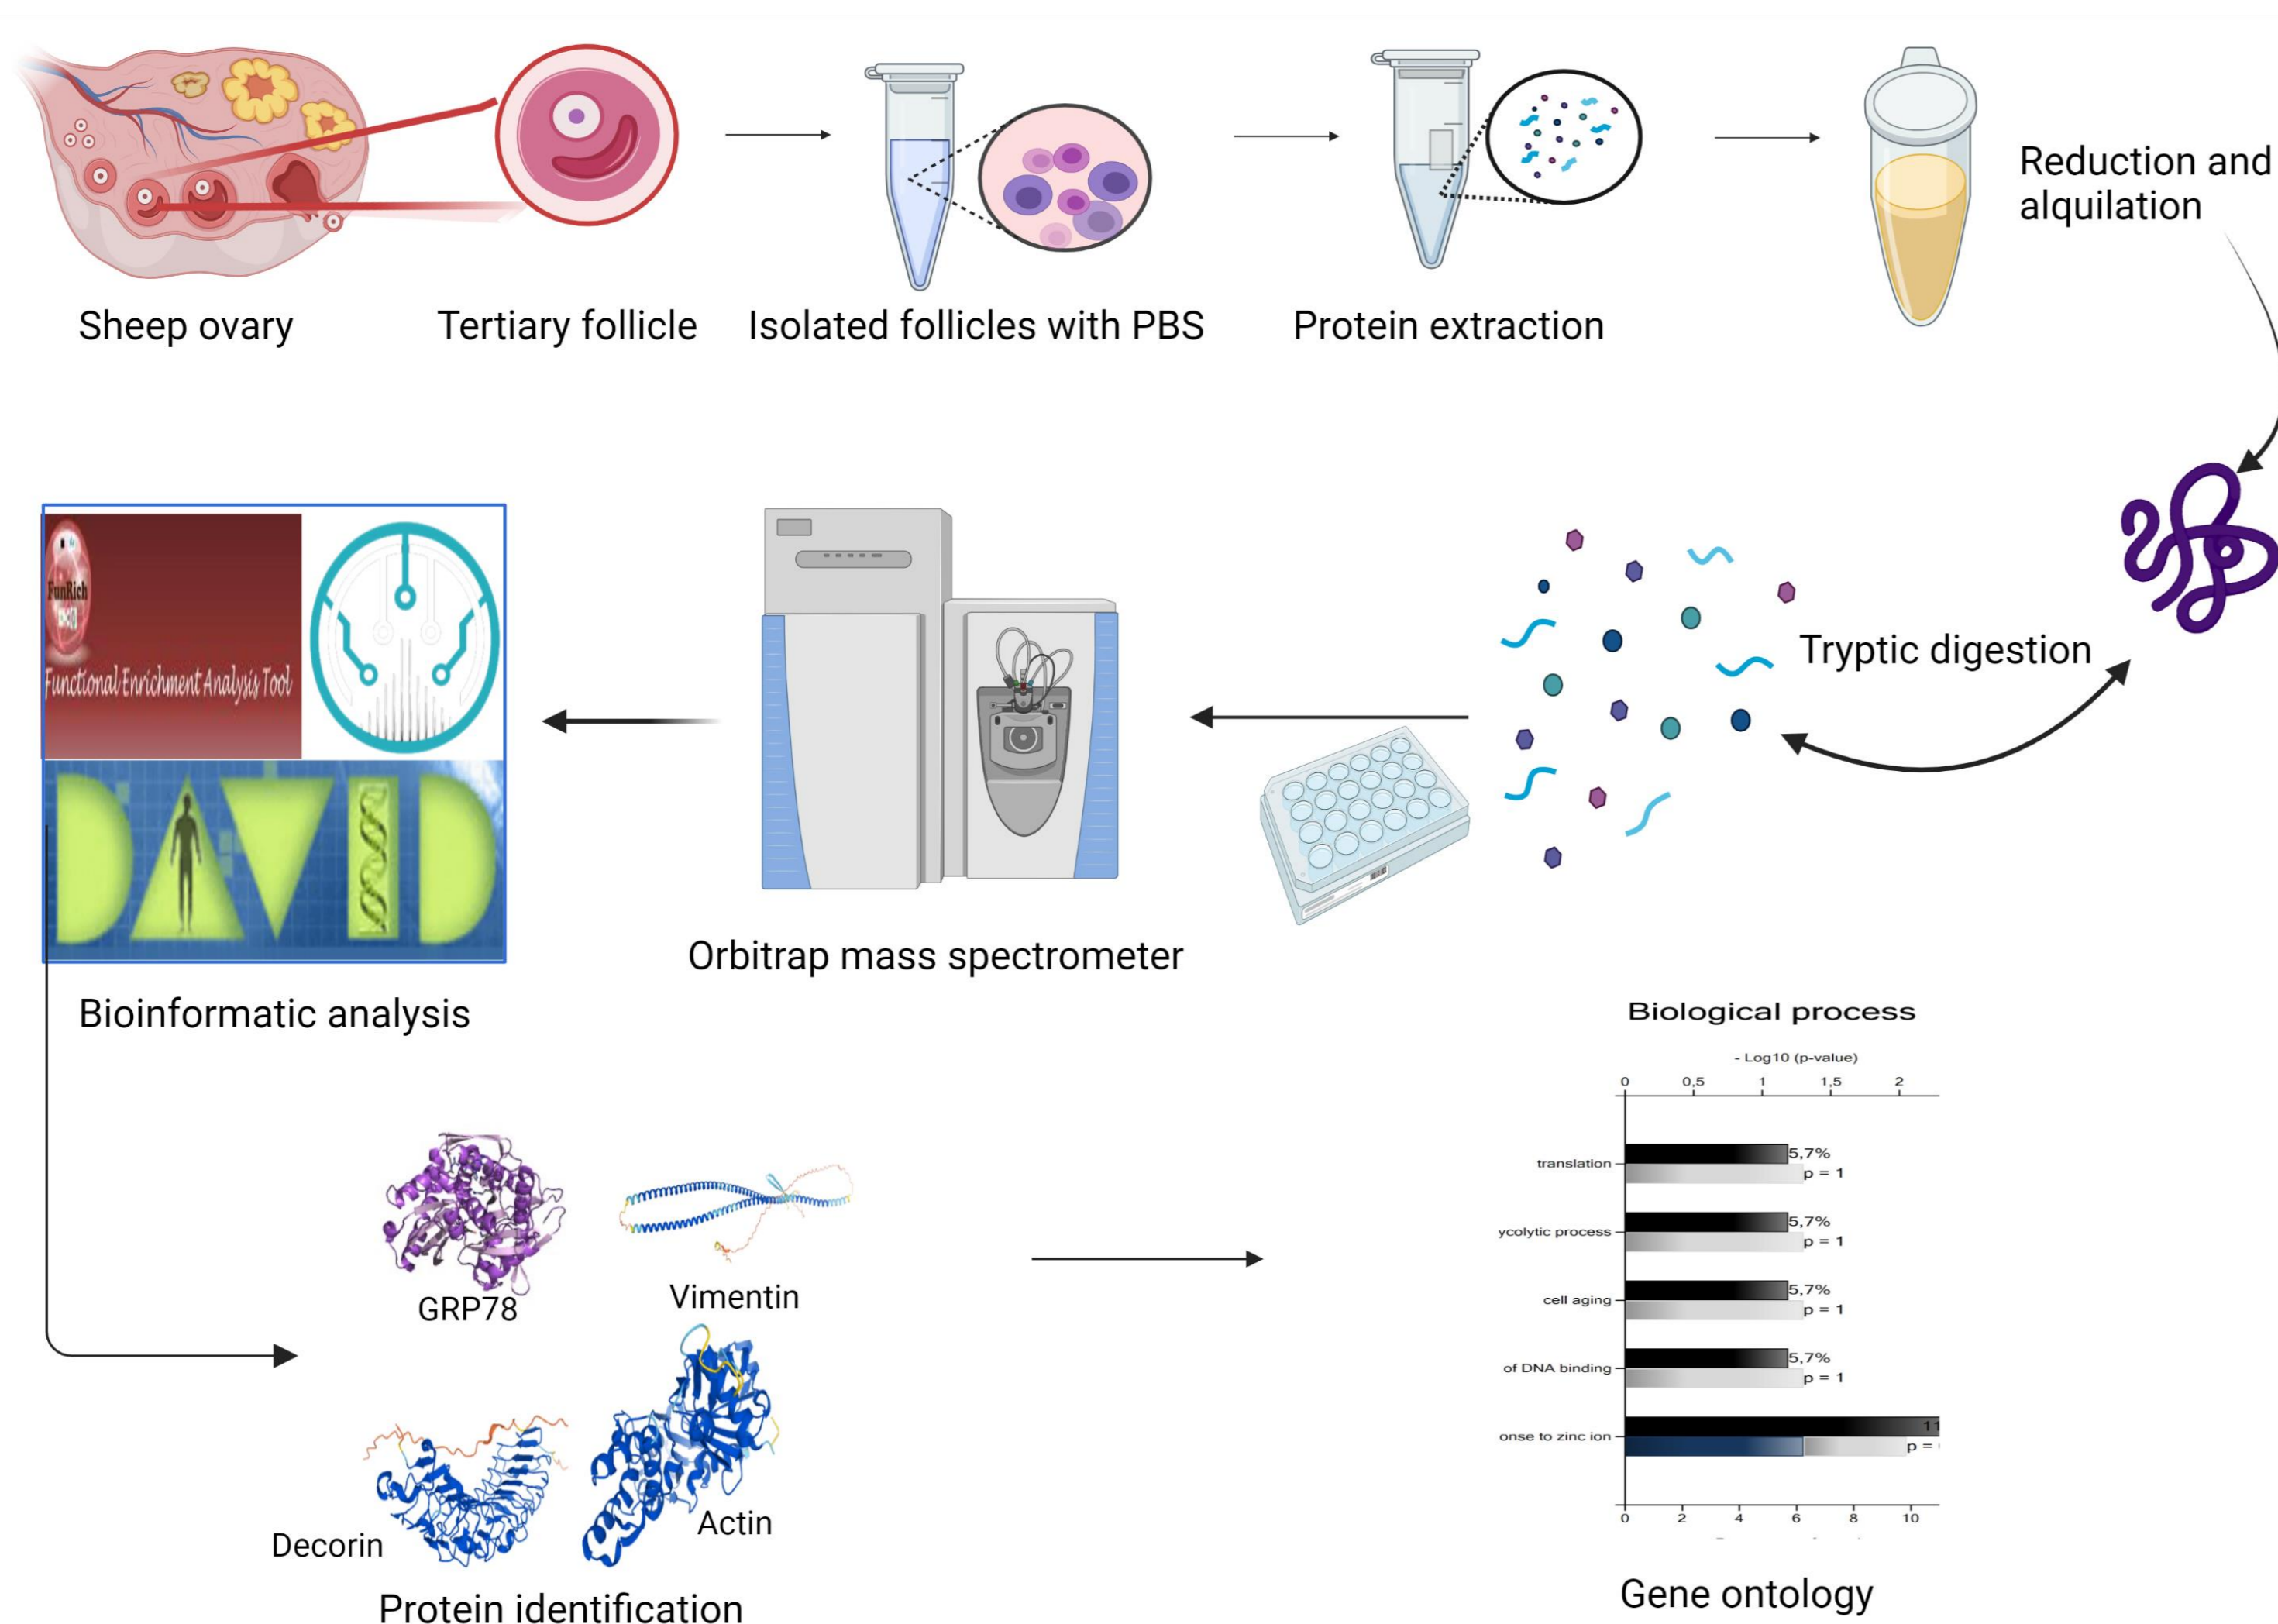 Reduction and
alquilation
Sheep ovary
Tertiary follicle
Isolated follicles with PBS
Protein extraction
FunRich
Functional Enrichment Analysis Tool
DAVID
Tryptic digestion
Orbitrap mass spectrometer
Bioinformatic analysis
Biological process
- Log10 (p-value)
0 0,5 1 1,5 2
translation
5,7%
p = 1
ycolytic process
5,7%
p = 1
cell aging
5,7%
p = 1
of DNA binding
5,7%
p = 1
onse to zinc ion
11
p =
0 2 4 6 8 10
GRP78
Vimentin
Decorin
Actin
Protein identification
Gene ontology